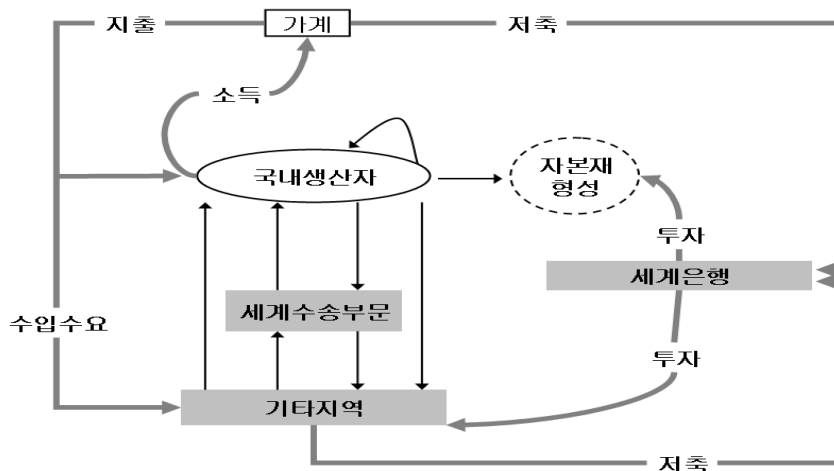 지출
가계
저축
소득
국내생산자
자본재
형성
투자
세계은행
세계수송부문
수입수요
투자
기타지역
저축